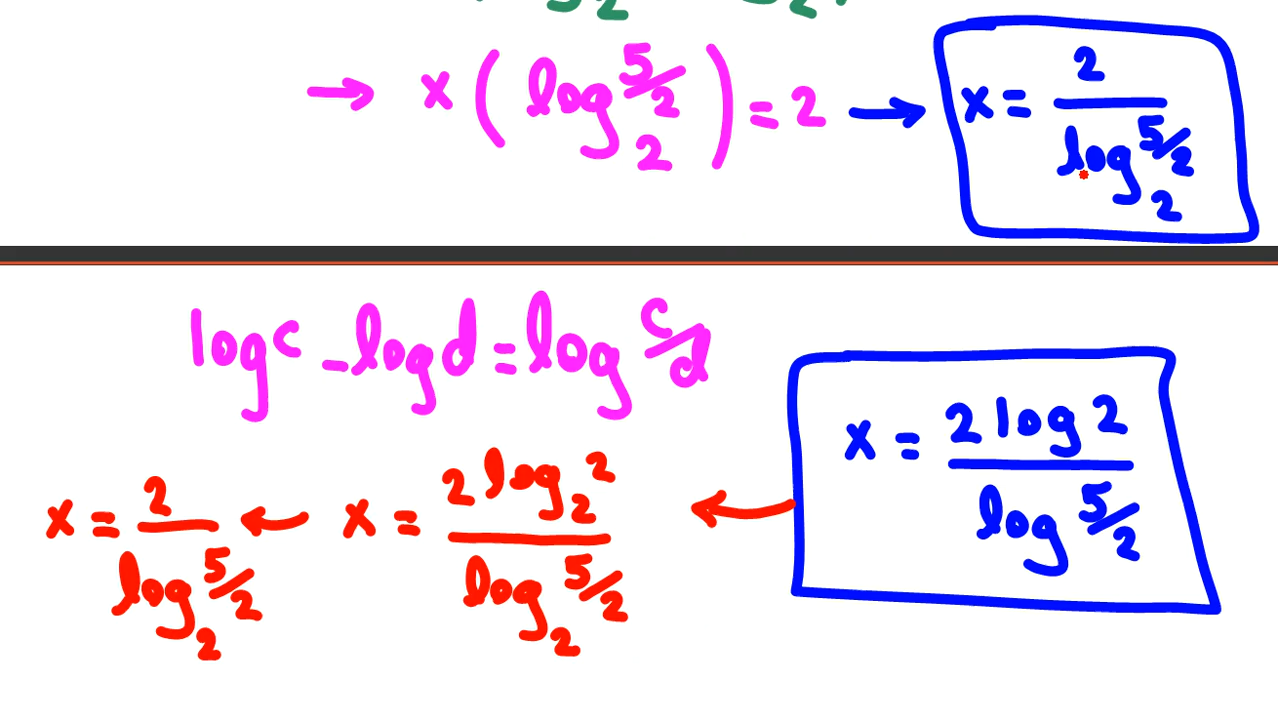 → x ( log₂ 5/2 ) = 2 → x = 2 / log₂ 5/2
log c - log d = log c/d
x = 2 log 2 / log 5/2
x = 2 / log₂ 5/2 ← x = 2 log₂ 2 / log₂ 5/2 ←